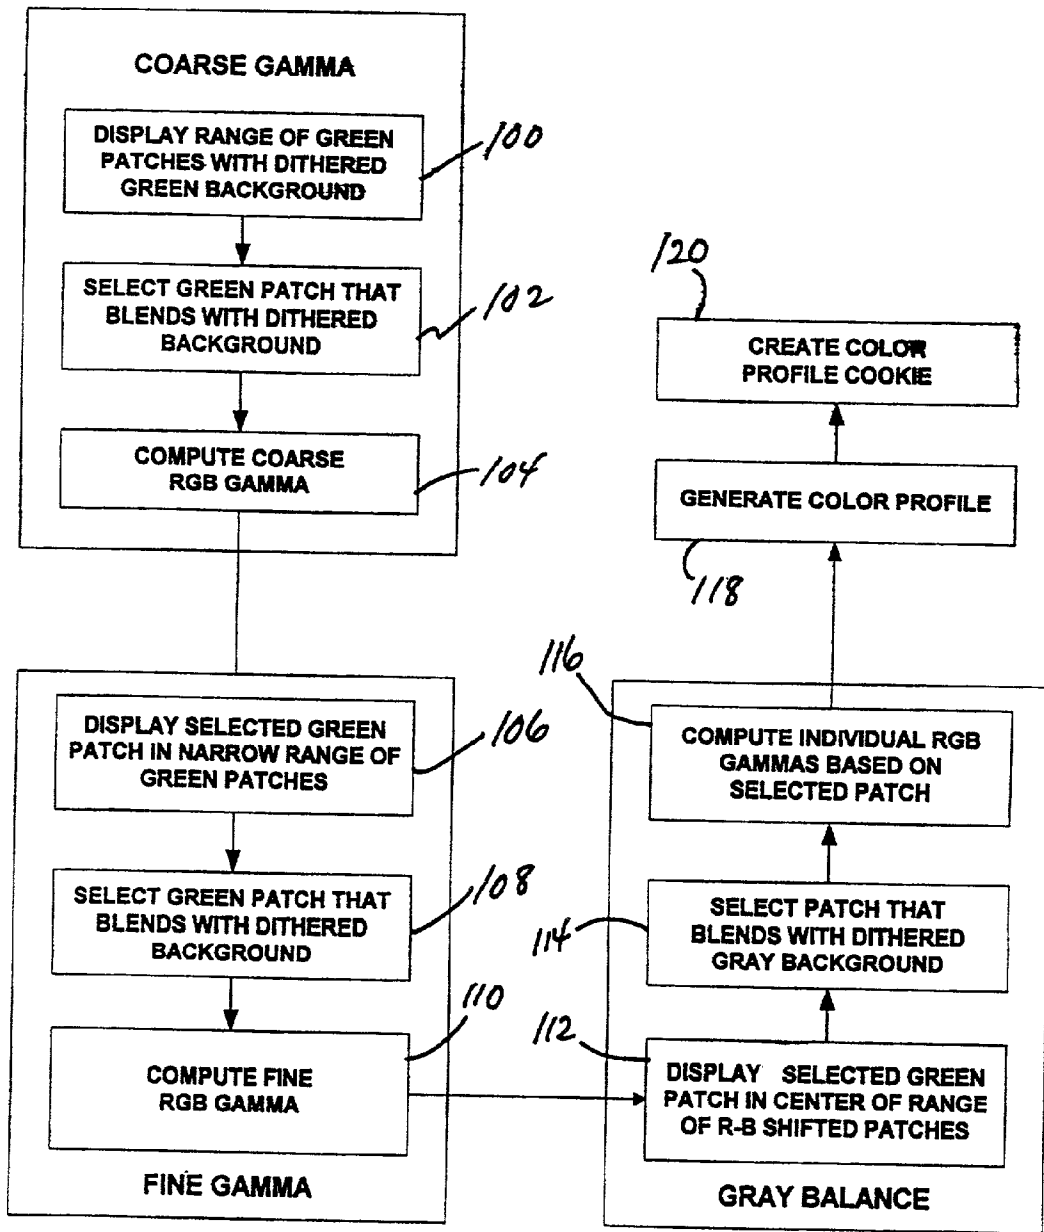 COARSE GAMMA
DISPLAY RANGE OF GREEN
PATCHES WITH DITHERED
GREEN BACKGROUND
100
SELECT GREEN PATCH THAT
BLENDS WITH DITHERED
BACKGROUND
102
COMPUTE COARSE
RGB GAMMA
104
DISPLAY SELECTED GREEN
PATCH IN NARROW RANGE OF
GREEN PATCHES
106
SELECT GREEN PATCH THAT
BLENDS WITH DITHERED
BACKGROUND
108
COMPUTE FINE
RGB GAMMA
110
FINE GAMMA
112
DISPLAY SELECTED GREEN
PATCH IN CENTER OF RANGE
OF R-B SHIFTED PATCHES
114
SELECT PATCH THAT
BLENDS WITH DITHERED
GRAY BACKGROUND
116
COMPUTE INDIVIDUAL RGB
GAMMAS BASED ON
SELECTED PATCH
GRAY BALANCE
GENERATE COLOR PROFILE
118
120
CREATE COLOR
PROFILE COOKIE